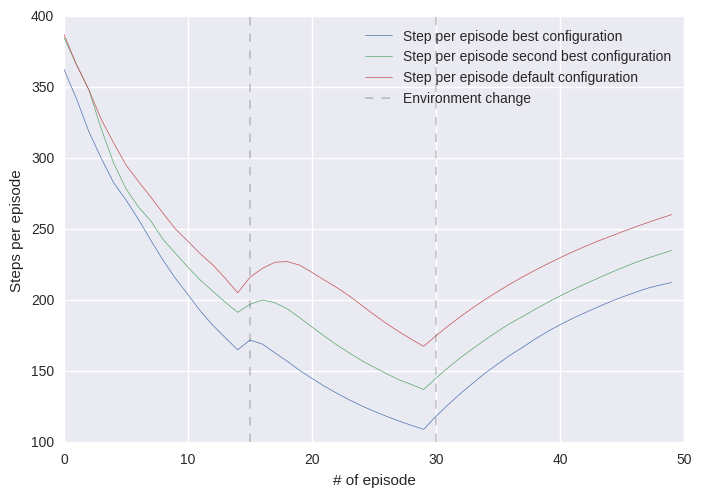 400
350
300
250
200
150
100
Steps per episode
Step per episode best configuration
Step per episode second best configuration
Step per episode default configuration
Environment change
0 10 20 30 40 50
# of episode